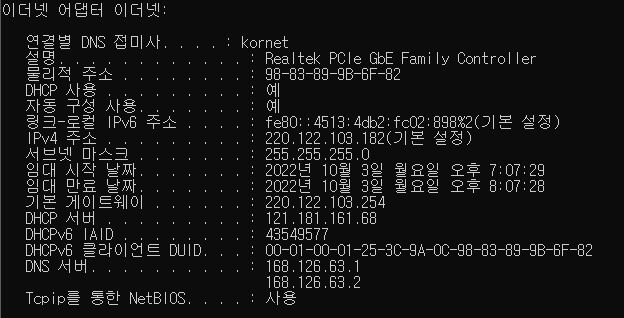 이더넷 어댑터 이더넷:
연결별 DNS 접미사. . . . : kornet
설명. . . . . . . . . . . . : Realtek PCIe GbE Family Controller
물리적 주소 . . . . . . . . : 98-83-89-9B-6F-82
DHCP 사용 . . . . . . . . . : 예
자동 구성 사용. . . . . . . : 예
링크-로컬 IPv6 주소 . . . . : fe80::4513:4db2:fc02:898%2(기본 설정)
IPv4 주소 . . . . . . . . . : 220.122.103.182(기본 설정)
서브넷 마스크 . . . . . . . : 255.255.255.0
임대 시작 날짜. . . . . . . : 2022년 10월 3일 월요일 오후 7:07:29
임대 만료 날짜. . . . . . . : 2022년 10월 3일 월요일 오후 8:07:28
기본 게이트웨이 . . . . . . : 220.122.103.254
DHCP 서버 . . . . . . . . . : 121.181.161.68
DHCPv6 IAID . . . . . . . . : 43549577
DHCPv6 클라이언트 DUID. . . : 00-01-00-01-25-3C-9A-0C-98-83-89-9B-6F-82
DNS 서버. . . . . . . . . . : 168.126.63.1
168.126.63.2
Tcpip를 통한 NetBIOS. . . . : 사용